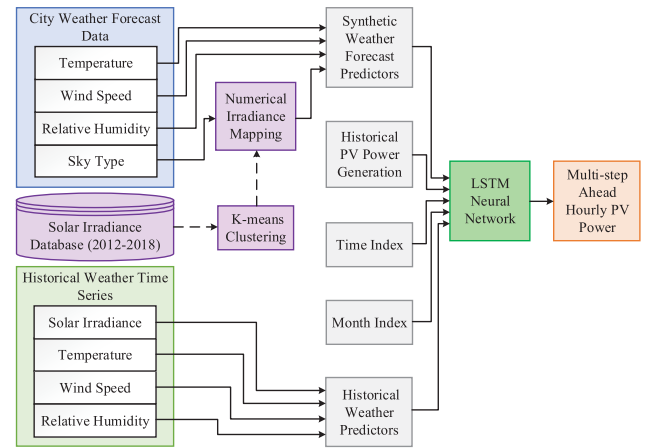 City Weather Forecast
Data
Temperature
Wind Speed
Relative Humidity
Sky Type
Solar Irradiance
Database (2012-2018)
Historical Weather Time
Series
Solar Irradiance
Temperature
Wind Speed
Relative Humidity
Numerical
Irradiance
Mapping
K-means
Clustering
Synthetic
Weather
Forecast
Predictors
Historical
PV Power
Generation
Time Index
Month Index
Historical
Weather
Predictors
LSTM
Neural
Network
Multi-step
Ahead
Hourly PV
Power